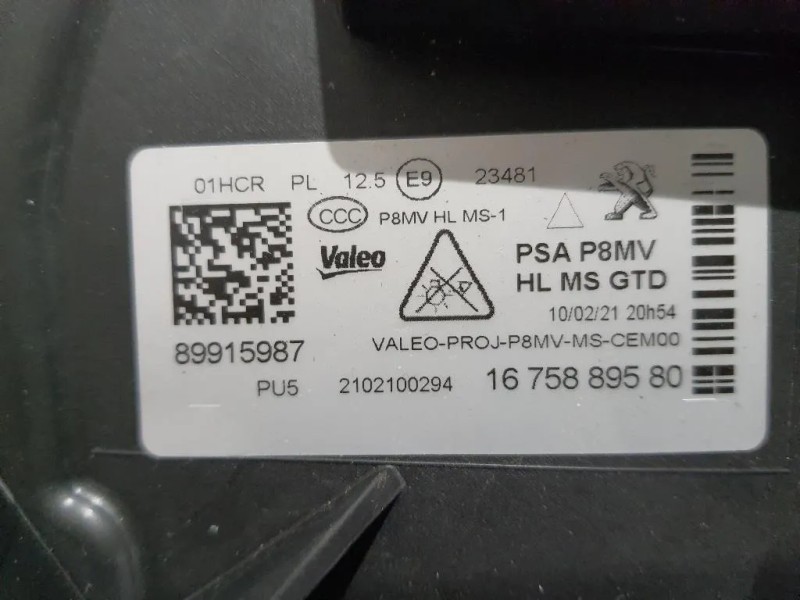 01HCR PL 12.5 E9 23481
CCC P8MV HL MS-1
Valeo
PSA P8MV
HL MS GTD
10/02/21 20h54
VALEO-PROJ-P8MV-MS-CEM00
89915987
PU5 2102100294 16 758 895 80